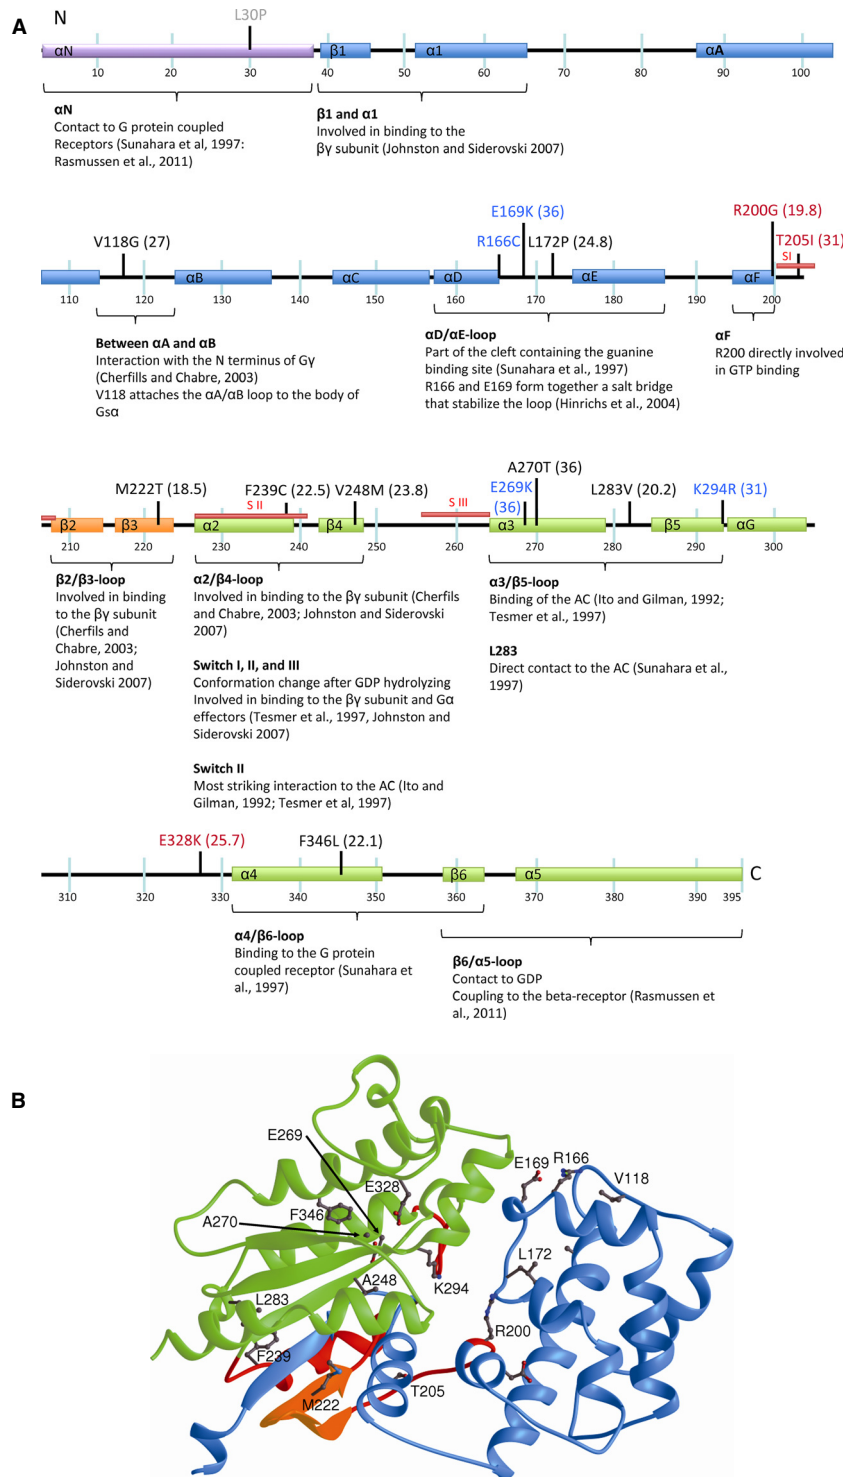 A
N
L30P
αN
β1
α1
αA
10 20 30 40 50 60 70 80 90 100
αN
Contact to G protein coupled
Receptors (Sunahara et al, 1997:
Rasmussen et al., 2011)
β1 and α1
Involved in binding to the
βγ subunit (Johnston and Siderovski 2007)
R200G (19.8)
E169K (36)
V118G (27)
R166C
L172P (24.8)
T205I (31)
SI
αB
αC
αD
αE
αF
110 120 130 140 150 160 170 180 190 200
Between αA and αB
Interaction with the N terminus of Gγ
(Cherfills and Chabre, 2003)
V118 attaches the αA/αB loop to the body of
Gsα
αD/αE-loop
Part of the cleft containing the guanine
binding site (Sunahara et al., 1997)
R166 and E169 form together a salt bridge
that stabilize the loop (Hinrichs et al., 2004)
αF
R200 directly involved
in GTP binding
A270T (36)
M222T (18.5)
F239C (22.5)
V248M (23.8)
E269K
(36)
L283V (20.2)
K294R (31)
S II
S III
β2
β3
α2
β4
α3
β5
αG
210 220 230 240 250 260 270 280 290 300
β2/β3-loop
Involved in binding
to the βγ subunit
(Cherfils and
Chabre, 2003;
Johnston and
Siderovski 2007)
α2/β4-loop
Involved in binding to the βγ subunit (Cherfils
and Chabre, 2003; Johnston and Siderovski
2007)
Switch I, II, and III
Conformation change after GDP hydrolyzing
Involved in binding to the βγ subunit and Gα
effectors (Tesmer et al., 1997, Johnston and
Siderovski 2007)
Switch II
Most striking interaction to the AC (Ito and
Gilman, 1992; Tesmer et al, 1997)
α3/β5-loop
Binding of the AC (Ito and Gilman, 1992;
Tesmer et al., 1997)
L283
Direct contact to the AC (Sunahara et al.,
1997)
E328K (25.7)
F346L (22.1)
α4
β6
α5
C
310 320 330 340 350 360 370 380 390 395
α4/β6-loop
Binding to the G protein
coupled receptor (Sunahara et
al., 1997)
β6/α5-loop
Contact to GDP
Coupling to the beta-receptor (Rasmussen et
al., 2011)
B
E269
E169
R166
V118
E328
F346
A270
L172
A248
K294
L283
R200
F239
M222
T205